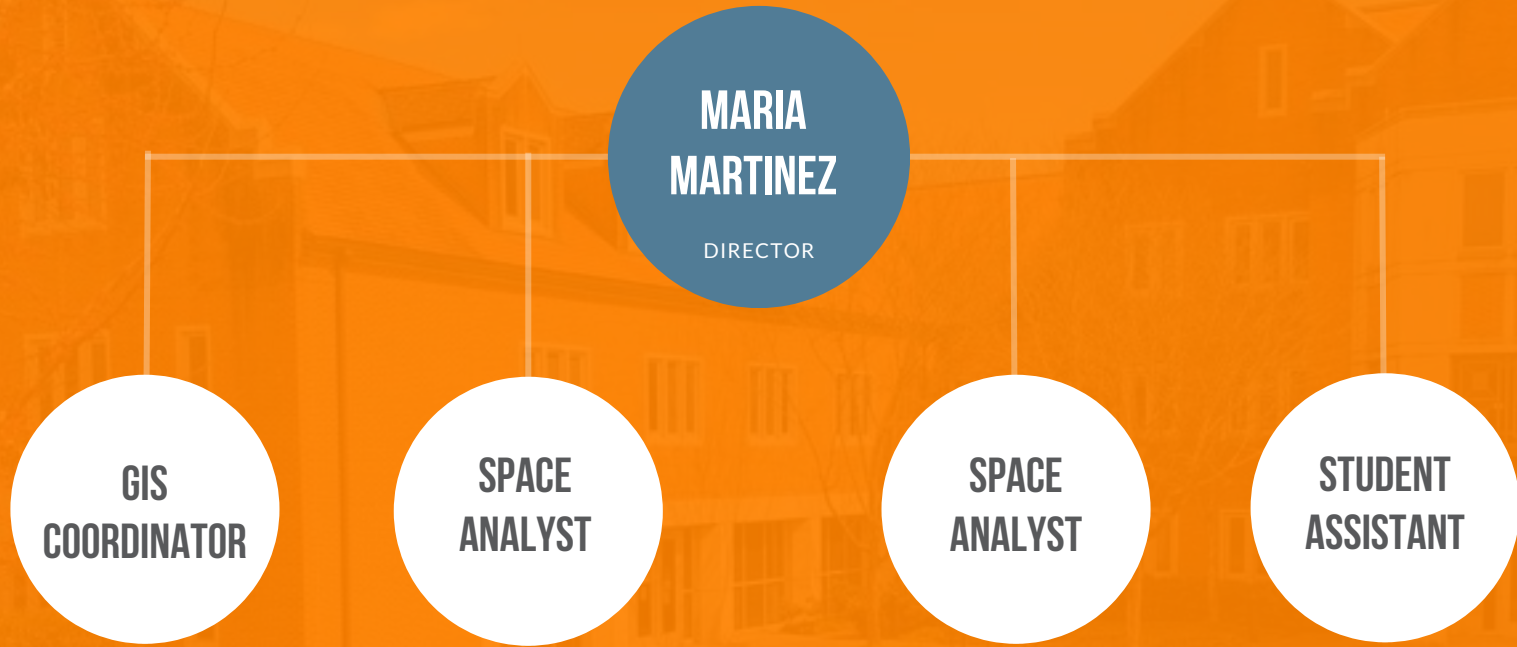 MARIA
MARTINEZ
DIRECTOR
GIS
COORDINATOR
SPACE
ANALYST
SPACE
ANALYST
STUDENT
ASSISTANT